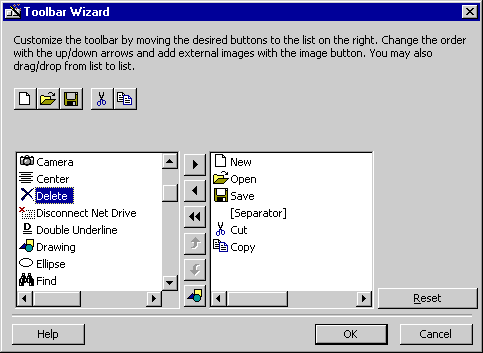 Toolbar Wizard
Customize the toolbar by moving the desired buttons to the list on the right. Change the order
with the up/down arrows and add external images with the image button. You may also
drag/drop from list to list.
Camera
Center
Delete
Disconnect Net Drive
Double Underline
Drawing
Ellipse
Find
New
Open
Save
[Separator]
Cut
Copy
Reset
Help
OK
Cancel